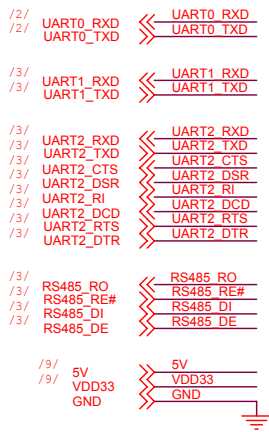 /2/ UART0_RXD UART0_RXD
/2/ UART0_TXD UART0_TXD
/3/ UART1_RXD UART1_RXD
/3/ UART1_TXD UART1_TXD
/3/ UART2_RXD UART2_RXD
/3/ UART2_TXD UART2_TXD
/3/ UART2_CTS UART2_CTS
/3/ UART2_DSR UART2_DSR
/3/ UART2_RI UART2_RI
/3/ UART2_DCD UART2_DCD
UART2_RTS UART2_RTS
UART2_DTR UART2_DTR
/3/ RS485_RO RS485_RO
/3/ RS485_RE# RS485_RE#
/3/ RS485_DI RS485_DI
/3/ RS485_DE RS485_DE
/9/ 5V 5V
/9/ VDD33 VDD33
GND GND